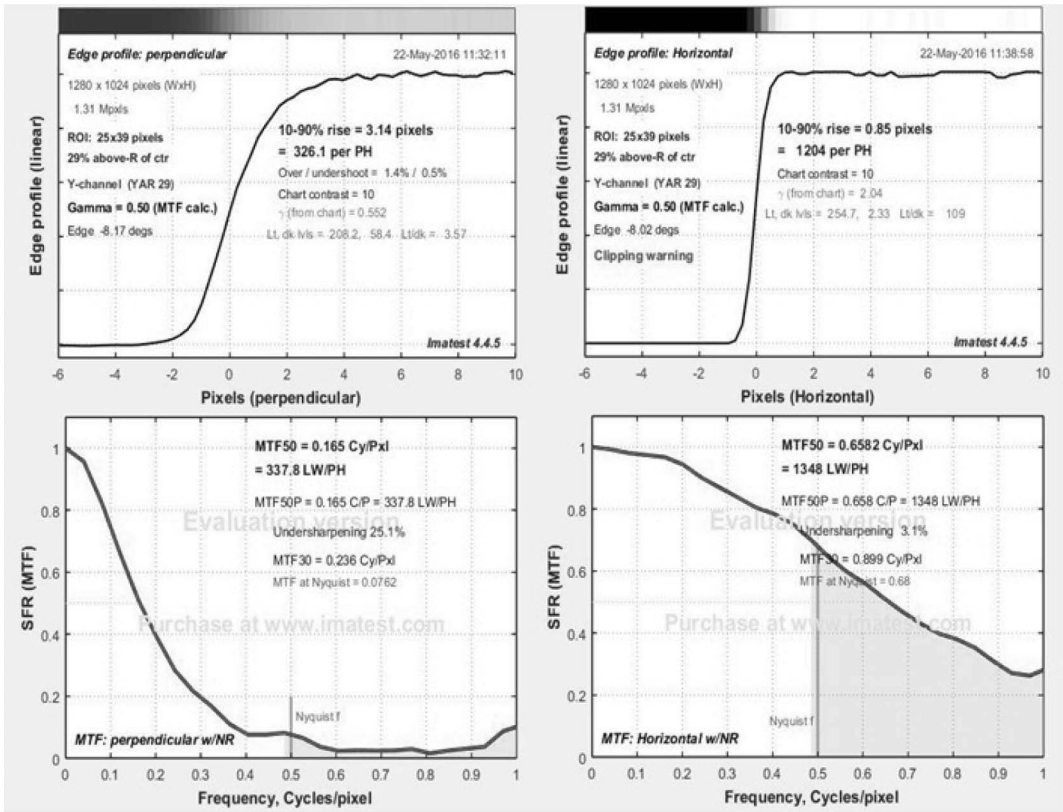 Edge profile: perpendicular
22-May-2016 11:32:11
1280 x 1024 pixels (WxH)
1.31 Mpxls
ROI: 25x39 pixels
29% above-R of ctr
Y-channel (YAR 29)
Gamma = 0.50 (MTF calc.)
Edge -8.17 degs
10-90% rise = 3.14 pixels
= 326.1 per PH
Over / undershoot = 1.4% / 0.5%
Chart contrast = 10
γ (from chart) = 0.552
Lt, dk lvls = 208.2, 58.4 Lt/dk = 3.57
Imatest 4.4.5
Edge profile (linear)
-6 -4 -2 0 2 4 6 8 10
Pixels (perpendicular)
Edge profile: Horizontal
22-May-2016 11:38:58
1280 x 1024 pixels (WxH)
1.31 Mpxls
ROI: 25x39 pixels
29% above-R of ctr
Y-channel (YAR 29)
Gamma = 0.50 (MTF calc.)
Edge -8.02 degs
Clipping warning
10-90% rise = 0.85 pixels
= 1204 per PH
Chart contrast = 10
γ (from chart) = 2.04
Lt, dk lvls = 254.7, 2.33 Lt/dk = 109
Imatest 4.4.5
Edge profile (linear)
-6 -4 -2 0 2 4 6 8 10
Pixels (Horizontal)
MTF50 = 0.165 Cy/Pxl
= 337.8 LW/PH
MTF50P = 0.165 C/P = 337.8 LW/PH
Evaluation version
Undersharpening 25.1%
MTF30 = 0.236 Cy/Pxl
MTF at Nyquist = 0.0762
Purchase at www.imatest.com
Nyquist f
MTF: perpendicular w/NR
SFR (MTF)
1
0.8
0.6
0.4
0.2
0
0 0.1 0.2 0.3 0.4 0.5 0.6 0.7 0.8 0.9 1
Frequency, Cycles/pixel
MTF50 = 0.6582 Cy/Pxl
= 1348 LW/PH
MTF50P = 0.658 C/P = 1348 LW/PH
Evaluation version
Undersharpening 3.1%
MTF30 = 0.899 Cy/Pxl
MTF at Nyquist = 0.68
Purchase at www.imatest.com
Nyquist f
MTF: Horizontal w/NR
SFR (MTF)
1
0.8
0.6
0.4
0.2
0
0 0.1 0.2 0.3 0.4 0.5 0.6 0.7 0.8 0.9 1
Frequency, Cycles/pixel